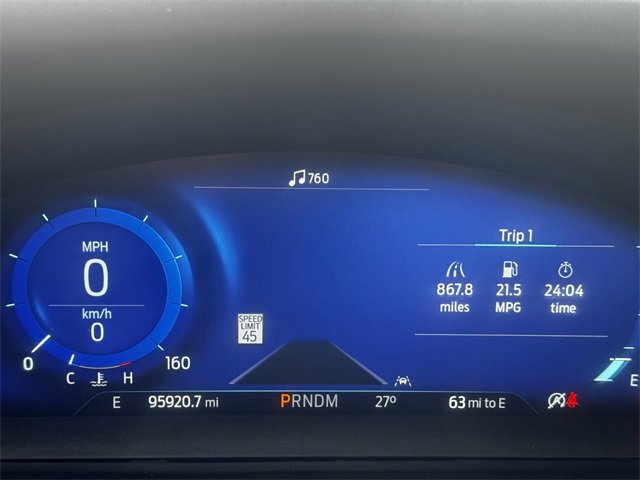 760
MPH
0
km/h
0
0
160
C H
SPEED
LIMIT
45
Trip 1
867.8 21.5 24:04
miles MPG time
E
E 95920.7 mi PRNDM 27° 63 mi to E